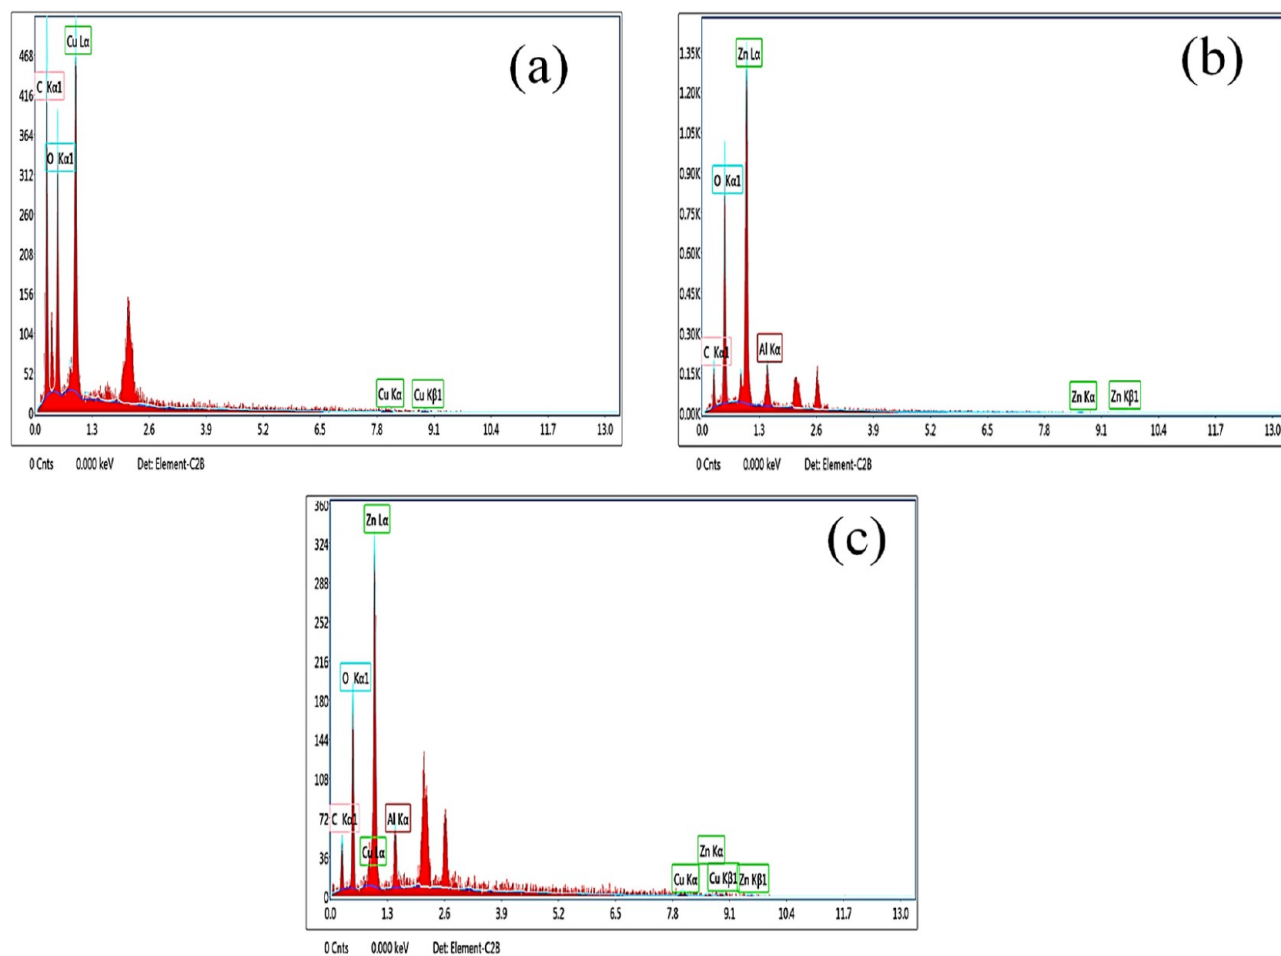 (a)
Cu Lα
468
C Kα1
416
364
O Kα1
312
260
208
156
104
52
Cu Kα Cu Kβ1
0
0.0 1.3 2.6 3.9 5.2 6.5 7.8 9.1 10.4 11.7 13.0
0 Cnts 0.000 keV Det: Element-C2B
(b)
1.35K
Zn Lα
1.20K
1.05K
0.90K
O Kα1
0.75K
0.60K
0.45K
0.30K
C Kα1 Al Kα
0.15K
Zn Kα Zn Kβ1
0.00K
0.0 1.3 2.6 3.9 5.2 6.5 7.8 9.1 10.4 11.7 13.0
0 Cnts 0.000 keV Det: Element-C2B
(c)
360
Zn Lα
324
288
252
216
O Kα1
180
144
108
72 C Kα1 Al Kα
36
Cu Lα
Zn Kα
Cu Kα Cu Kβ1 Zn Kβ1
0
0.0 1.3 2.6 3.9 5.2 6.5 7.8 9.1 10.4 11.7 13.0
0 Cnts 0.000 keV Det: Element-C2B